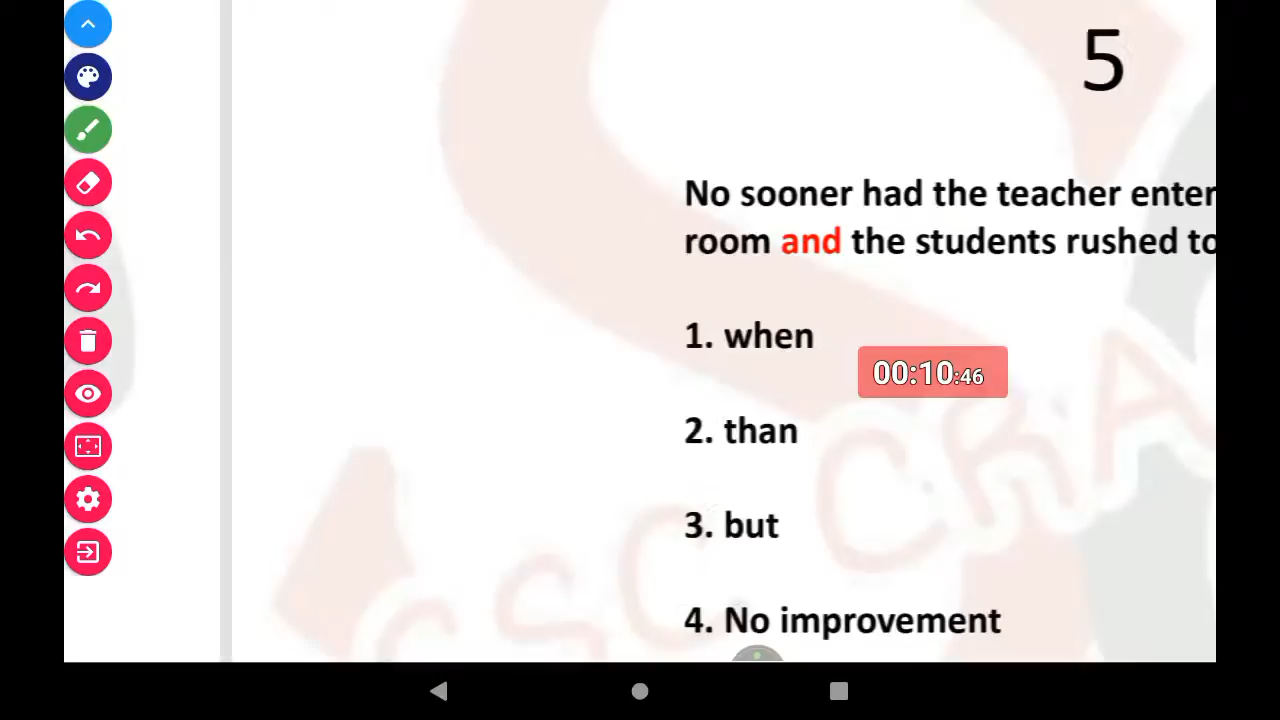 5
No sooner had the teacher enter
room and the students rushed to
1. when
00:10:46
2. than
3. but
4. No improvement